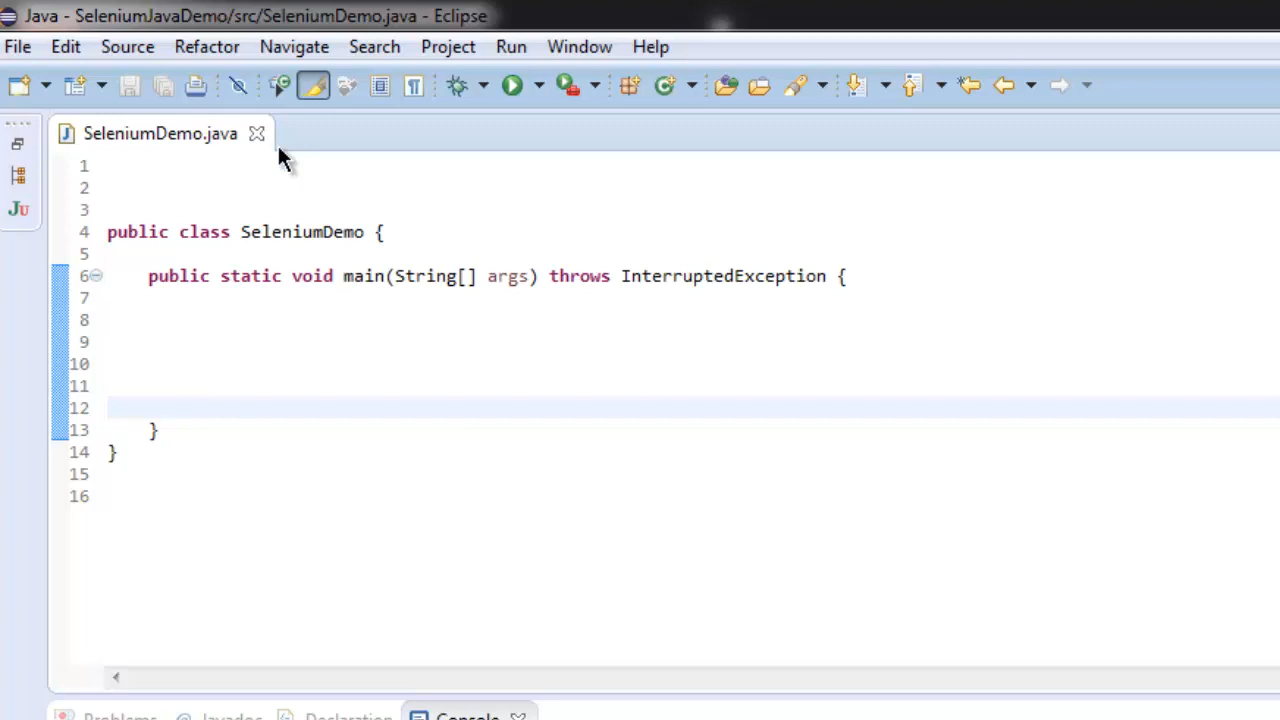 Java - SeleniumJavaDemo/src/SeleniumDemo.java - Eclipse
File Edit Source Refactor Navigate Search Project Run Window Help
SeleniumDemo.java
Ju
1
2
3
4 public class SeleniumDemo {
5
6 public static void main(String[] args) throws InterruptedException {
7
8
9
10
11
12
13 }
14 }
15
16
Problems @ Javadoc Declaration Console